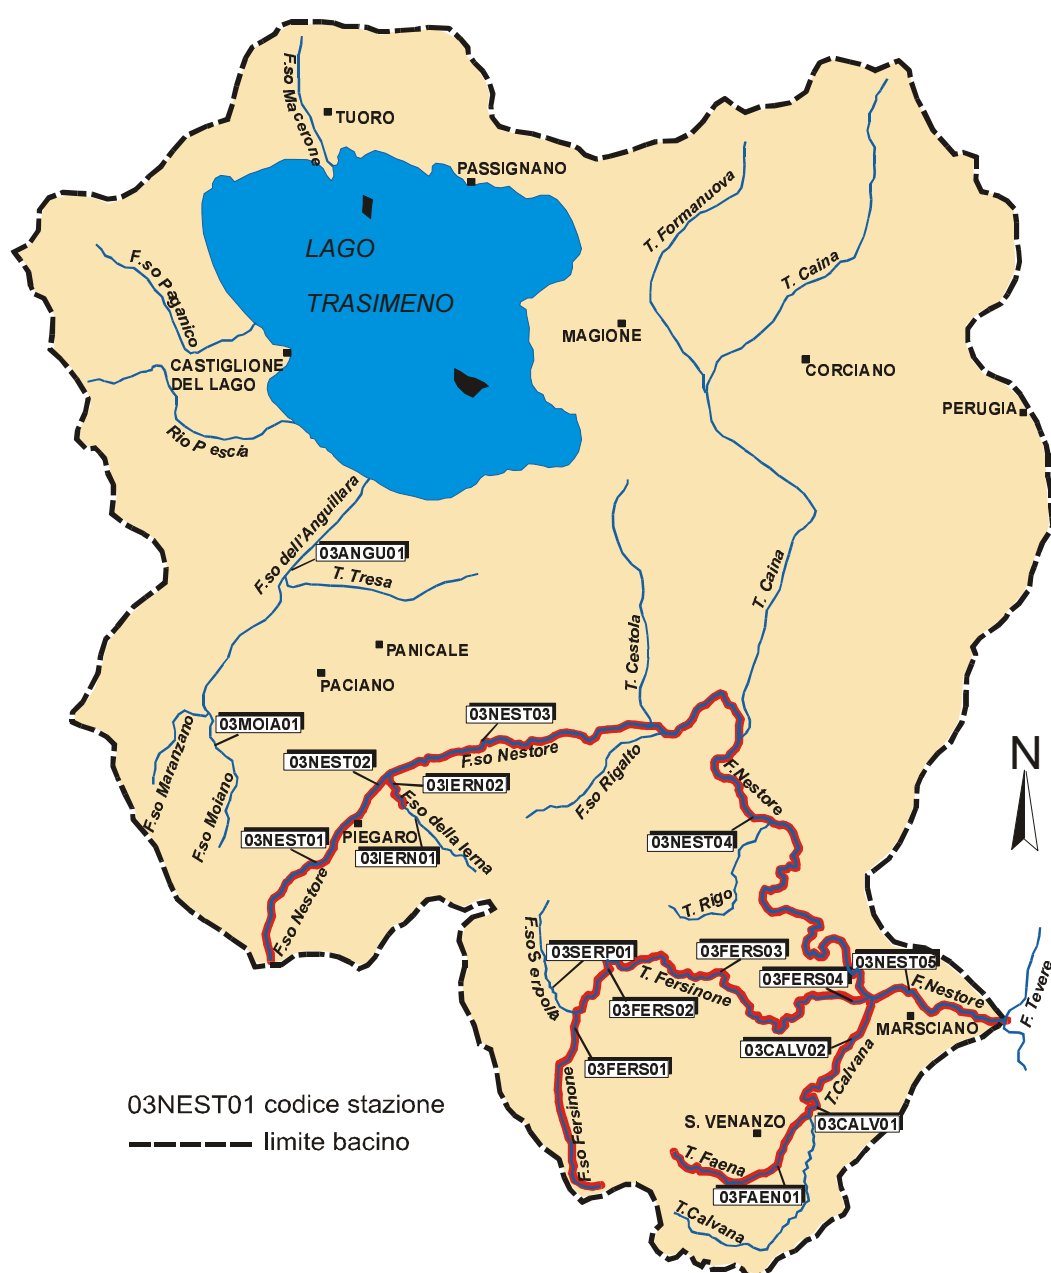 F.so Macerone
TUORO
PASSIGNANO
T. Formanuova
LAGO
TRASIMENO
F.so Paganico
T. Caina
MAGIONE
CASTIGLIONE
DEL LAGO
CORCIANO
PERUGIA
Rio Pescia
F.so dell'Anguillara
03ANGU01
T. Tresa
T. Caina
T. Cestola
PANICALE
PACIANO
03MOIA01
03NEST03
F.so Maranzano
F.so Moiano
03NEST02
F.so Nestore
F.so Rigalto
F.Nestore
N
03IERN02
F.so della Ierna
PIEGARO
03NEST01
03IERN01
03NEST04
F.so Nestore
T. Rigo
F.so Serpolà
03SERP01
03FERS03
03NEST05
T. Fersinone
03FERS04
F.Nestore
F. Tevere
03FERS02
MARSCIANO
03CALV02
03FERS01
T.Calvana
F.so Fersinone
03NEST01 codice stazione
limite bacino
S. VENANZO
03CALV01
T. Faena
03FAEN01
T.Calvana